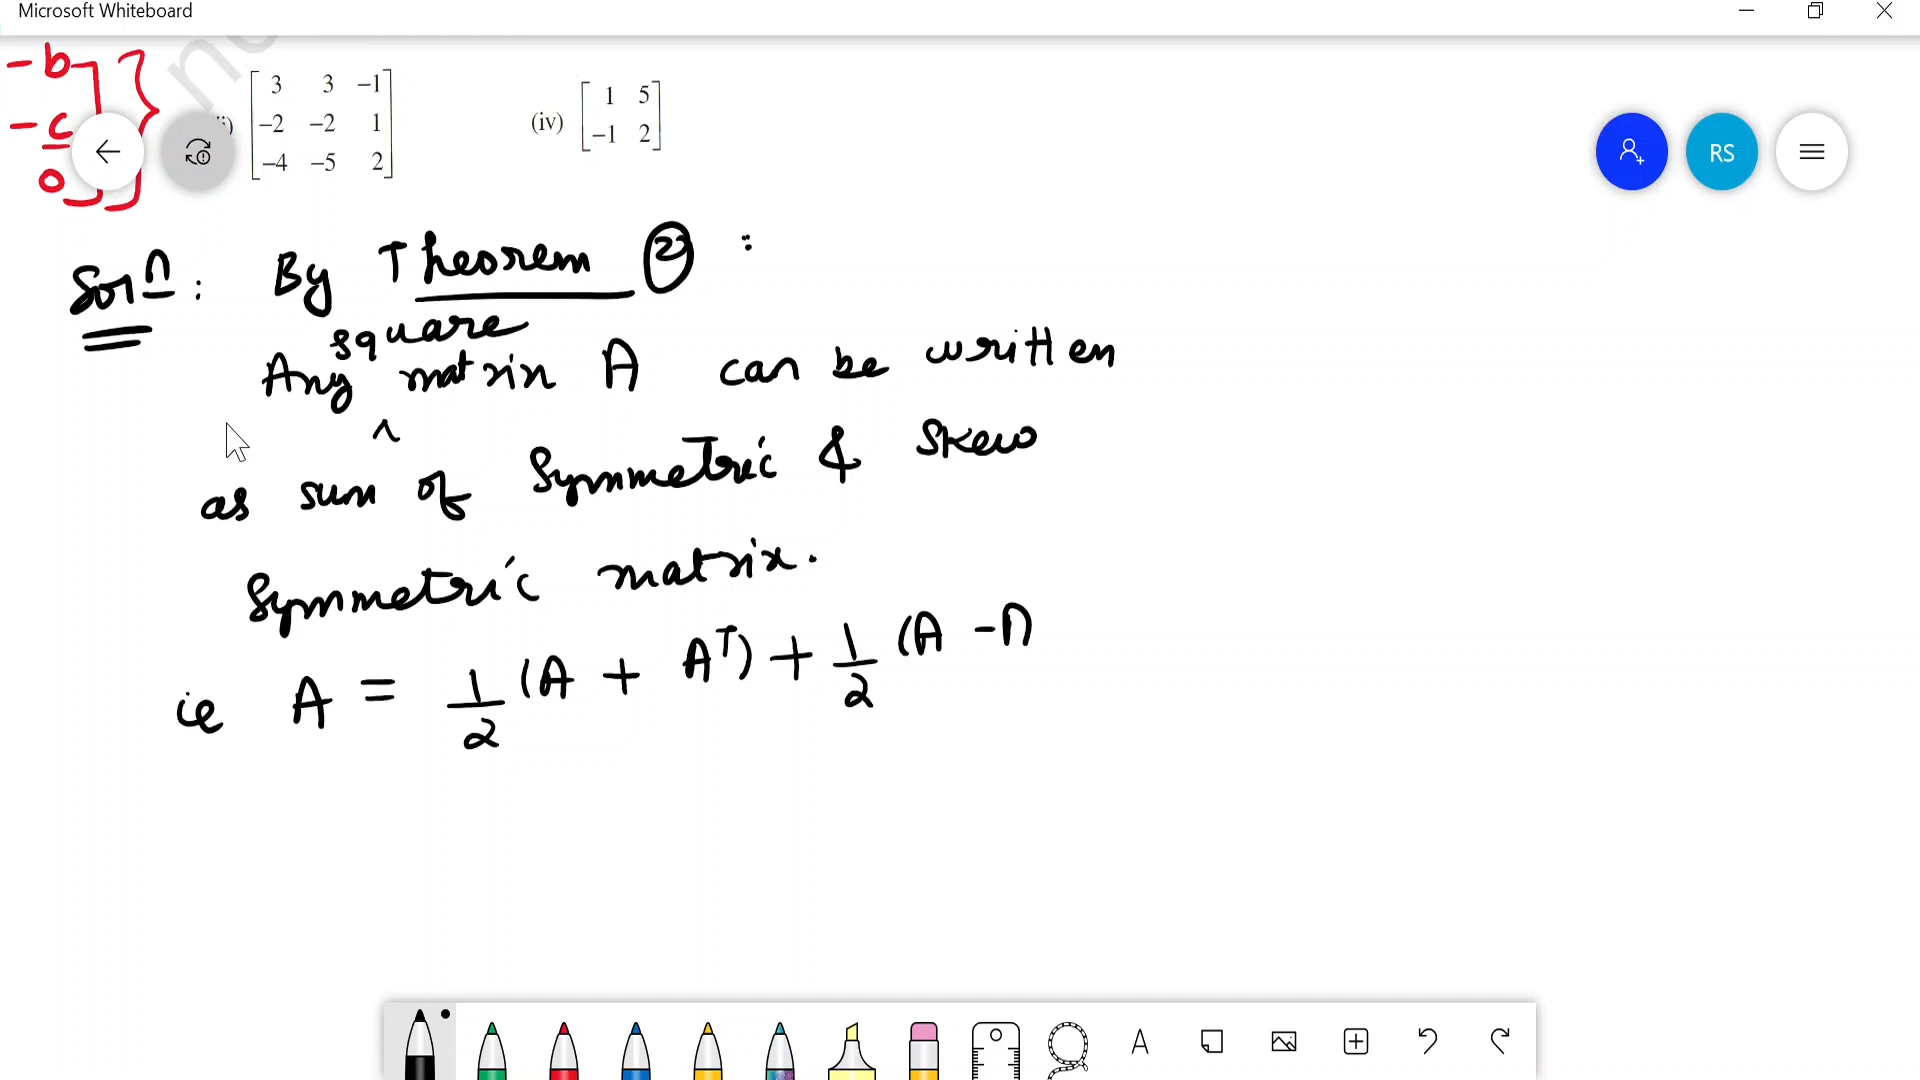 Microsoft Whiteboard
-b
-c
0
3 3 -1
-2 -2 1
-4 -5 2
(iv)
1 5
-1 2
RS
Solⁿ: By Theorem ② :
square
Any ^ matrix A can be written
as sum of Symmetric & Skew
Symmetric matrix.
ie A = 1/2 (A + Aᵀ) + 1/2 (A -
A